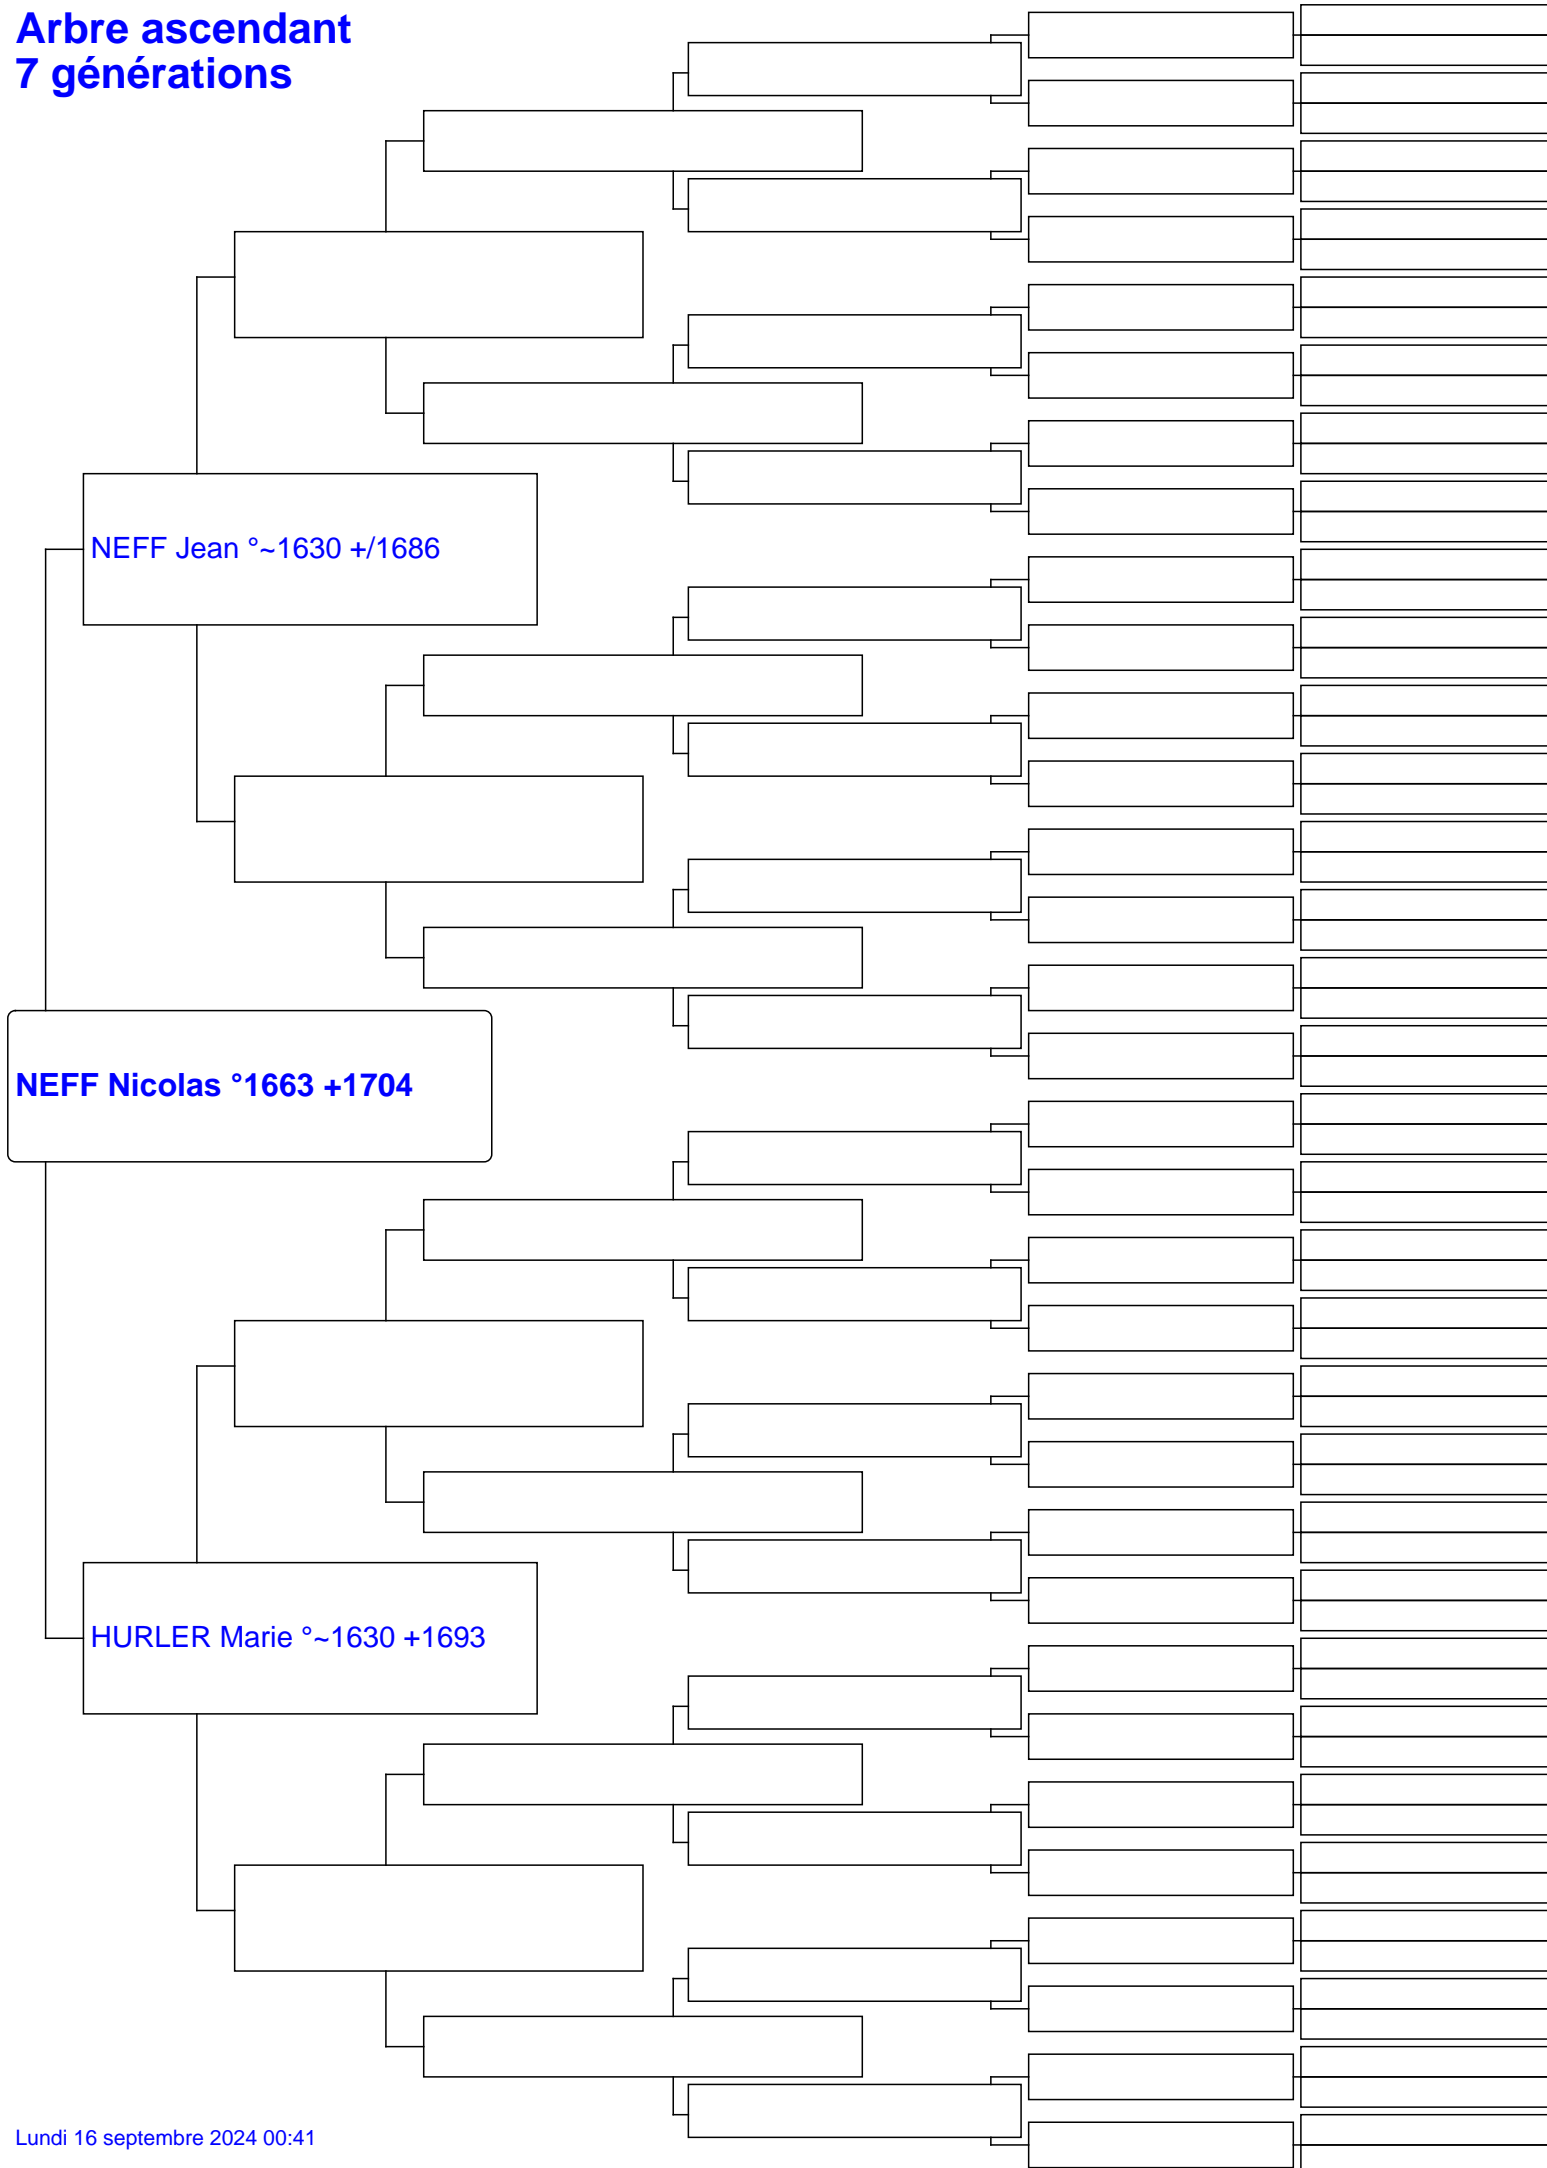 Arbre ascendant
7 générations
NEFF Jean °~1630 +/1686
NEFF Nicolas °1663 +1704
HURLER Marie °~1630 +1693
Lundi 16 septembre 2024 00:41